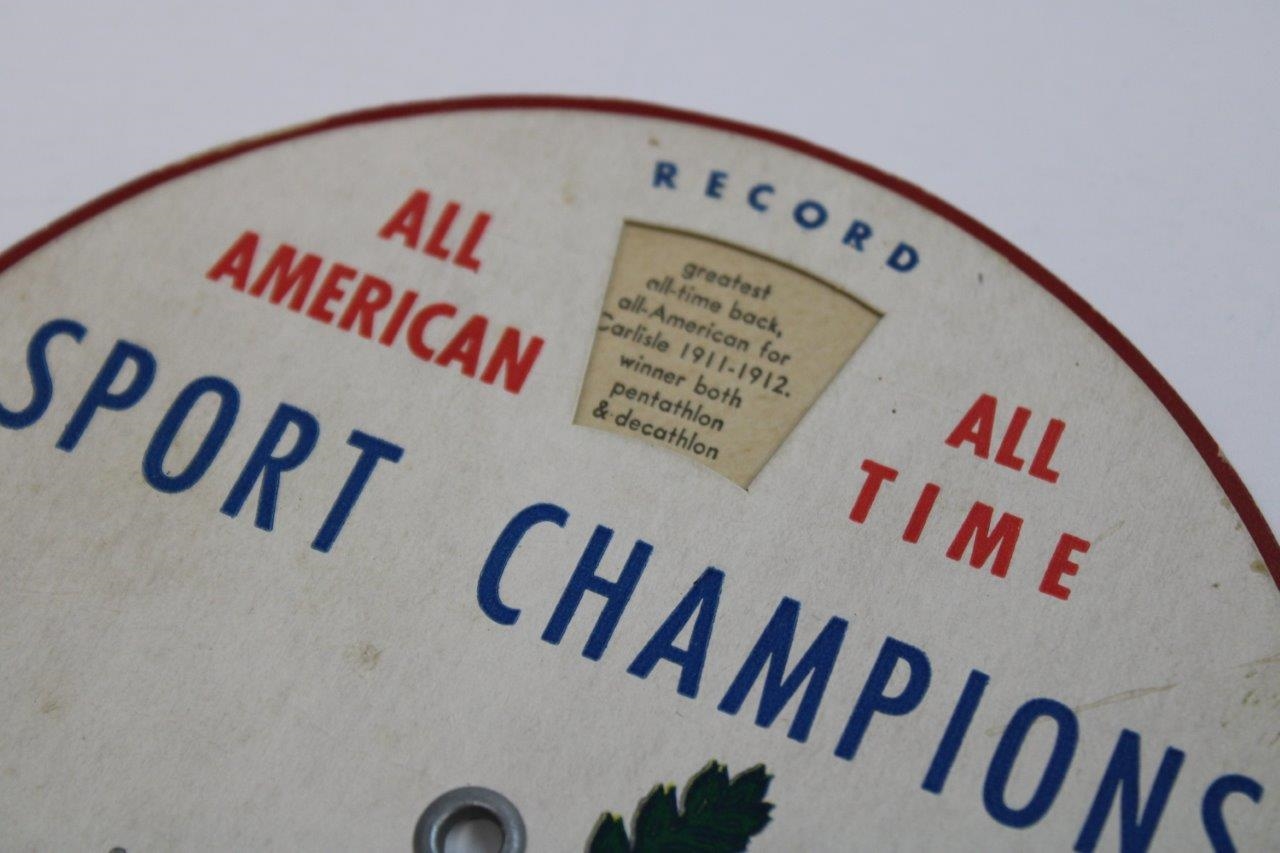 RECORD
ALL
AMERICAN
greatest
all-time back,
all-American for
Carlisle 1911-1912.
winner both
pentathlon
& decathlon
ALL
TIME
SPORT CHAMPIONS